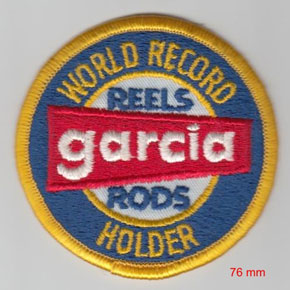 WORLD RECORD
REELS
garcia
RODS
HOLDER
76 mm